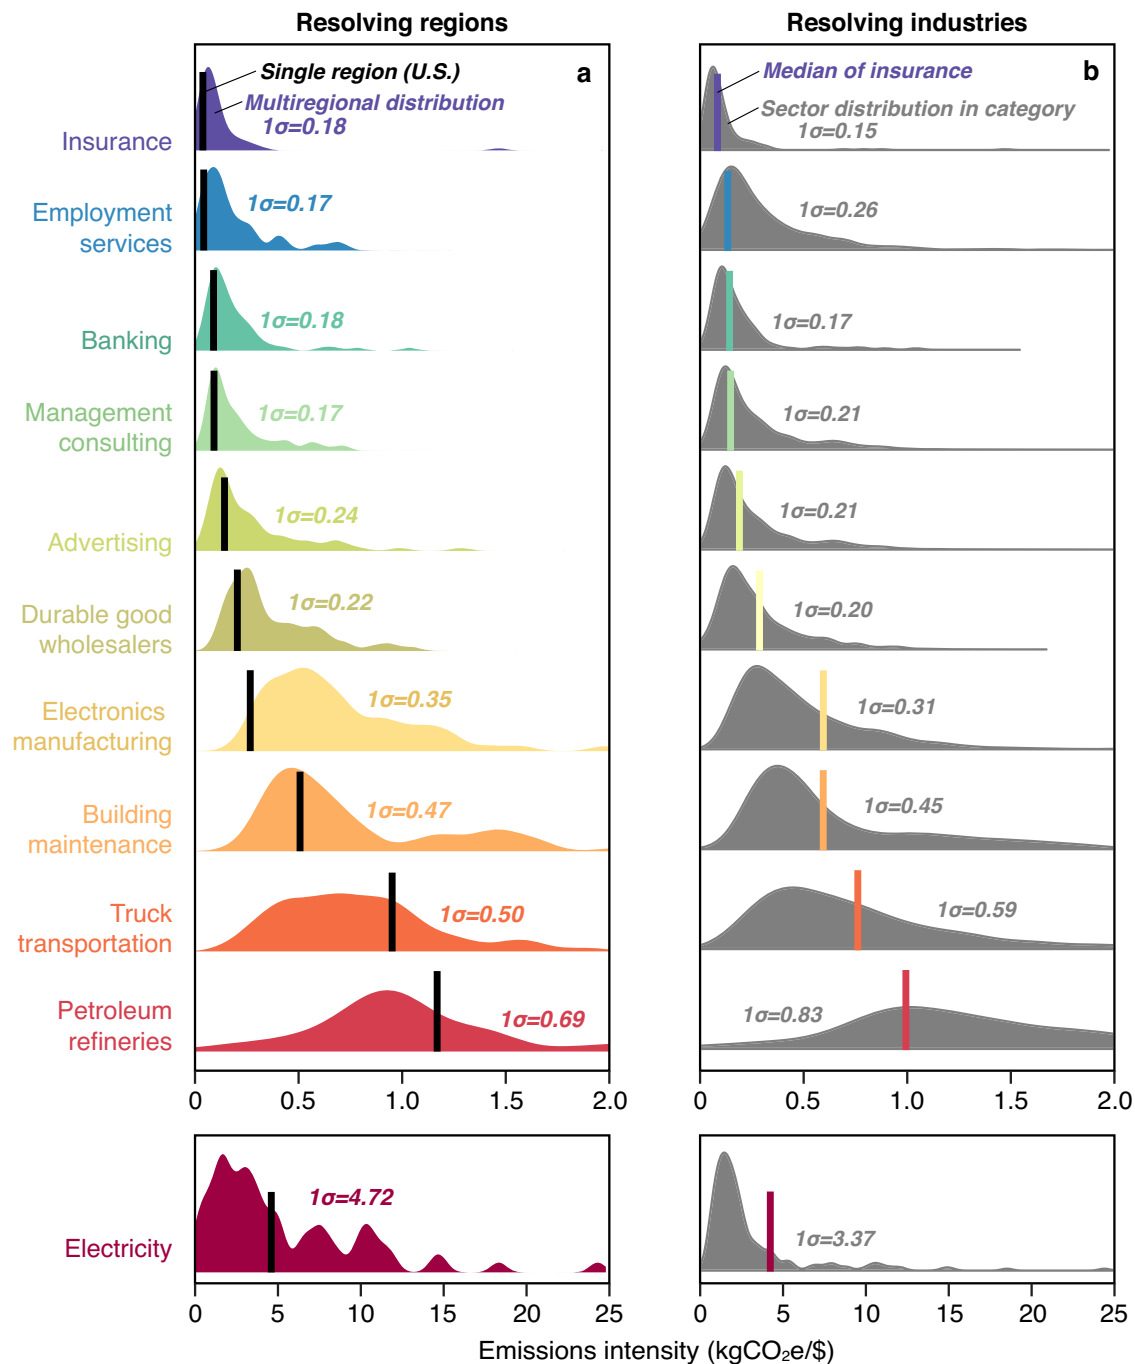 Resolving regions
Resolving industries
a
b
Single region (U.S.)
Multiregional distribution
1σ=0.18
Median of insurance
Sector distribution in category
1σ=0.15
Insurance
Employment
services
1σ=0.17
1σ=0.26
Banking
1σ=0.18
1σ=0.17
Management
consulting
1σ=0.17
1σ=0.21
Advertising
1σ=0.24
1σ=0.21
Durable good
wholesalers
1σ=0.22
1σ=0.20
Electronics
manufacturing
1σ=0.35
1σ=0.31
Building
maintenance
1σ=0.47
1σ=0.45
Truck
transportation
1σ=0.50
1σ=0.59
Petroleum
refineries
1σ=0.69
1σ=0.83
0 0.5 1.0 1.5 2.0
0 0.5 1.0 1.5 2.0
Electricity
1σ=4.72
1σ=3.37
0 5 10 15 20 25
0 5 10 15 20 25
Emissions intensity (kgCO₂e/$)